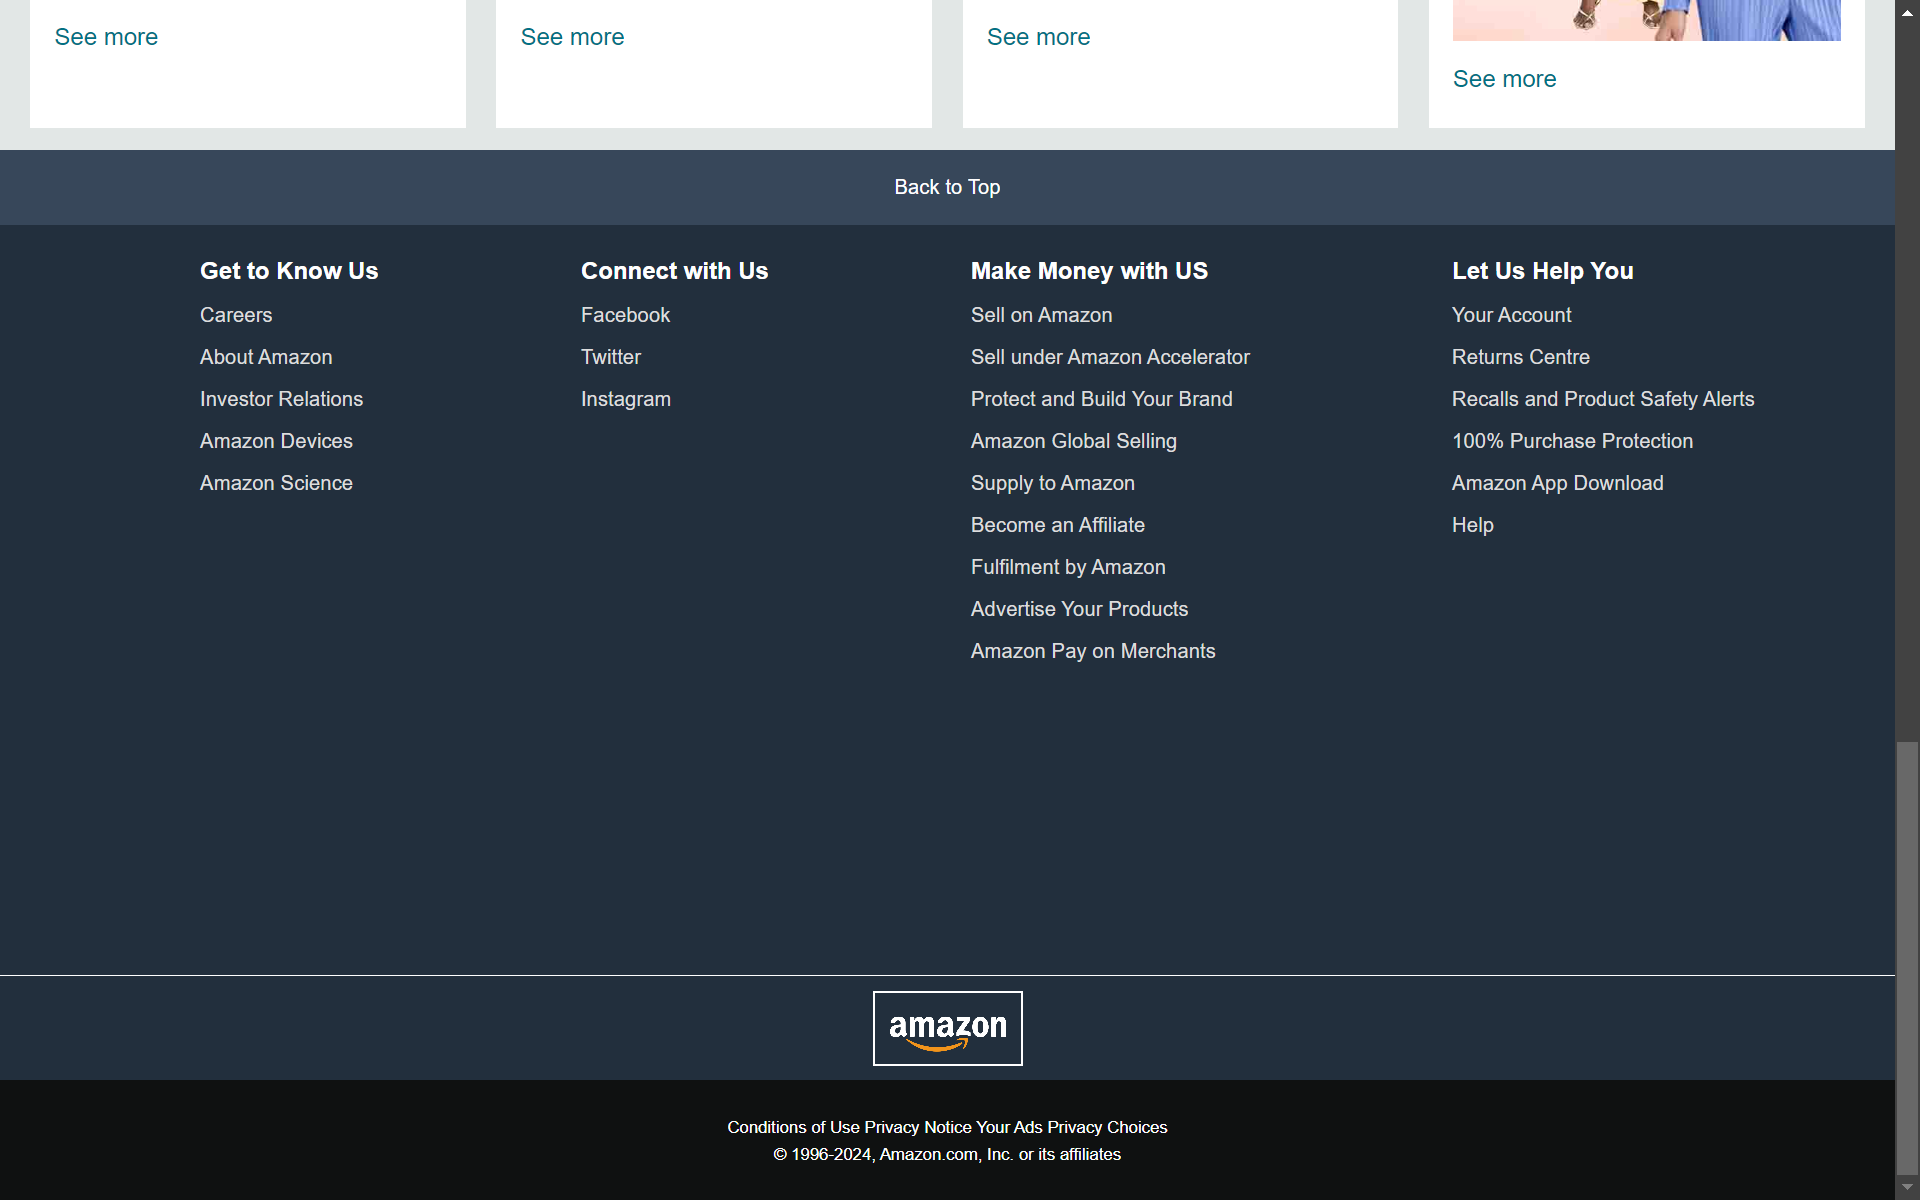 See more
See more
See more
See more
Back to Top
Get to Know Us
Careers
About Amazon
Investor Relations
Amazon Devices
Amazon Science
Connect with Us
Facebook
Twitter
Instagram
Make Money with US
Sell on Amazon
Sell under Amazon Accelerator
Protect and Build Your Brand
Amazon Global Selling
Supply to Amazon
Become an Affiliate
Fulfilment by Amazon
Advertise Your Products
Amazon Pay on Merchants
Let Us Help You
Your Account
Returns Centre
Recalls and Product Safety Alerts
100% Purchase Protection
Amazon App Download
Help
amazon
Conditions of Use Privacy Notice Your Ads Privacy Choices
© 1996-2024, Amazon.com, Inc. or its affiliates